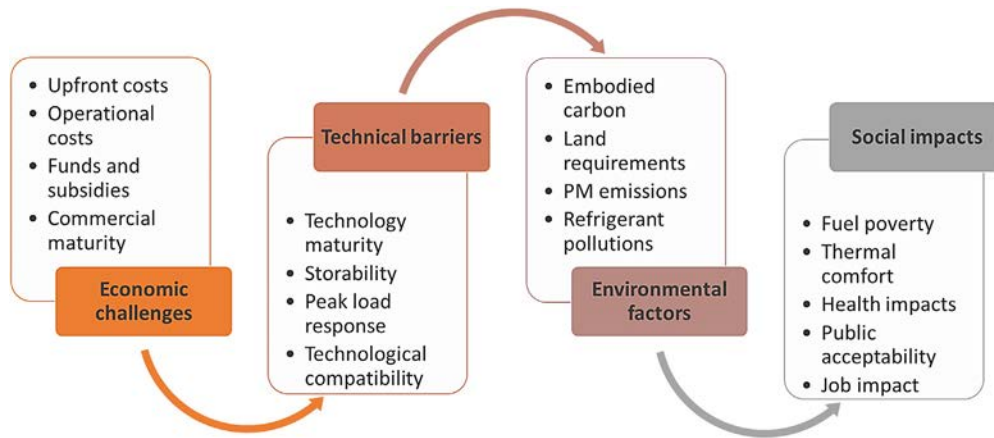 • Upfront costs
• Operational
costs
• Funds and
subsidies
• Commercial
maturity
Economic
challenges
Technical barriers
• Technology
maturity
• Storability
• Peak load
response
• Technological
compatibility
• Embodied
carbon
• Land
requirements
• PM emissions
• Refrigerant
pollutions
Environmental
factors
Social impacts
• Fuel poverty
• Thermal
comfort
• Health impacts
• Public
acceptability
• Job impact